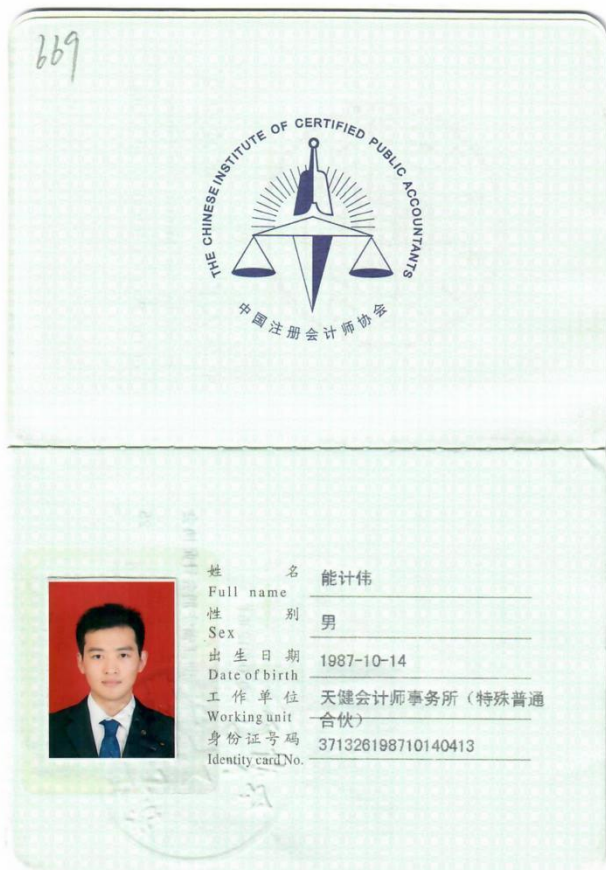 669
THE CHINESE INSTITUTE OF CERTIFIED PUBLIC ACCOUNTANTS
中国注册会计师协会
姓 名 能计伟
Full name
性 别 男
Sex
出生日期 1987-10-14
Date of birth
工作单位 天健会计师事务所（特殊普通
Working unit 合伙）
身份证号码 371326198710140413
Identity card No.